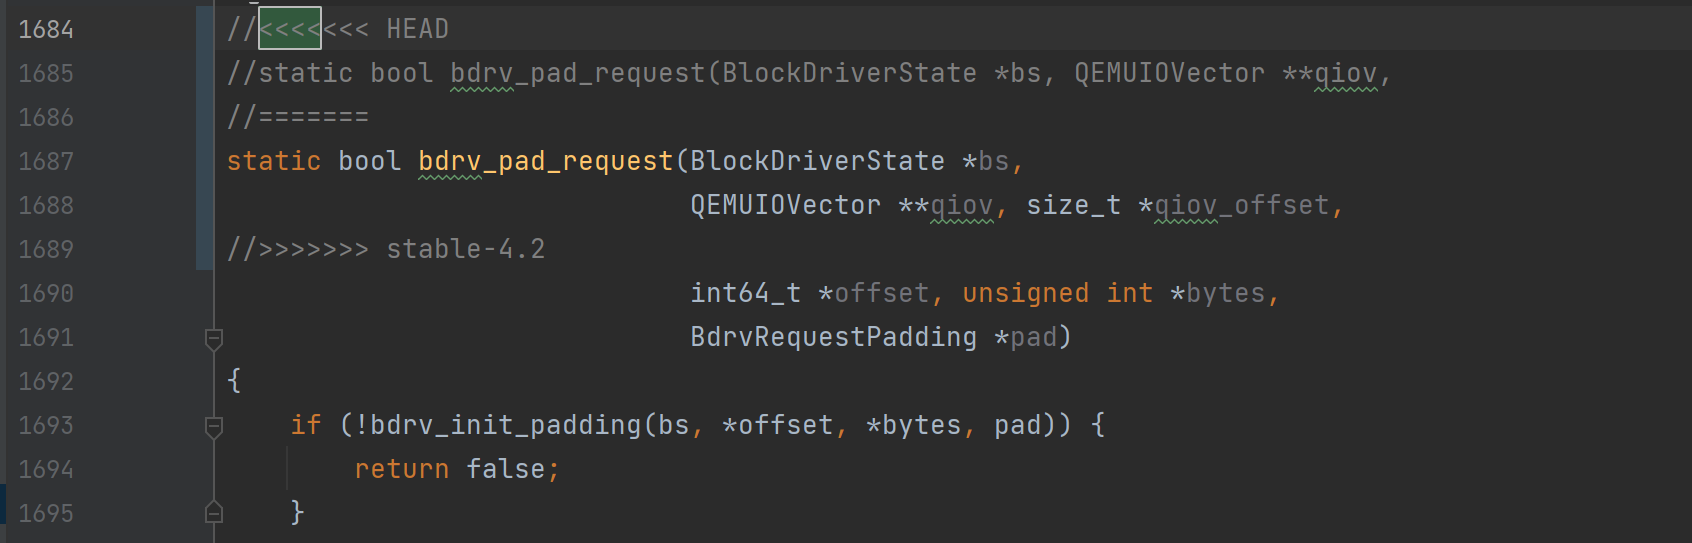 1684 //<<<<<<< HEAD
1685 //static bool bdrv_pad_request(BlockDriverState *bs, QEMUIOVector **qiov,
1686 //=======
1687 static bool bdrv_pad_request(BlockDriverState *bs,
1688                              QEMUIOVector **qiov, size_t *qiov_offset,
1689 //>>>>>>> stable-4.2
1690                              int64_t *offset, unsigned int *bytes,
1691                              BdrvRequestPadding *pad)
1692 {
1693     if (!bdrv_init_padding(bs, *offset, *bytes, pad)) {
1694         return false;
1695     }